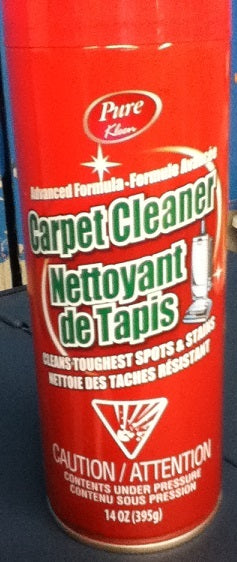 Pure
Kleen
Advanced Formula-Formule
Carpet Cleaner
Nettoyant
de Tapis
CLEANS TOUGHEST SPOTS & STAINS
NETTOIE DES TACHES RÉSISTANT
CAUTION / ATTENTION
CONTENTS UNDER PRESSURE
CONTENU SOUS PRESSION
14 OZ (395g)